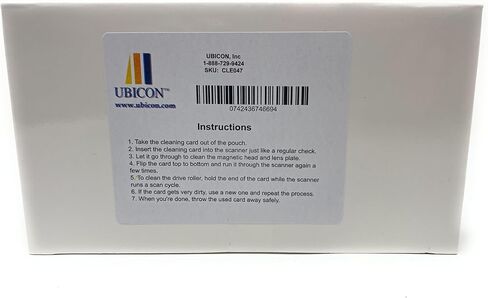 UBICON, Inc
1-888-729-9424
SKU: CLE047
UBICON™
www.ubicon.com
0742436746694
Instructions
1. Take the cleaning card out of the pouch.
2. Insert the cleaning card into the scanner just like a regular check.
3. Let it go through to clean the magnetic head and lens plate.
4. Flip the card top to bottom and run it through the scanner again a
few times.
5. To clean the drive roller, hold the end of the card while the scanner
runs a scan cycle.
6. If the card gets very dirty, use a new one and repeat the process.
7. When you're done, throw the used card away safely.